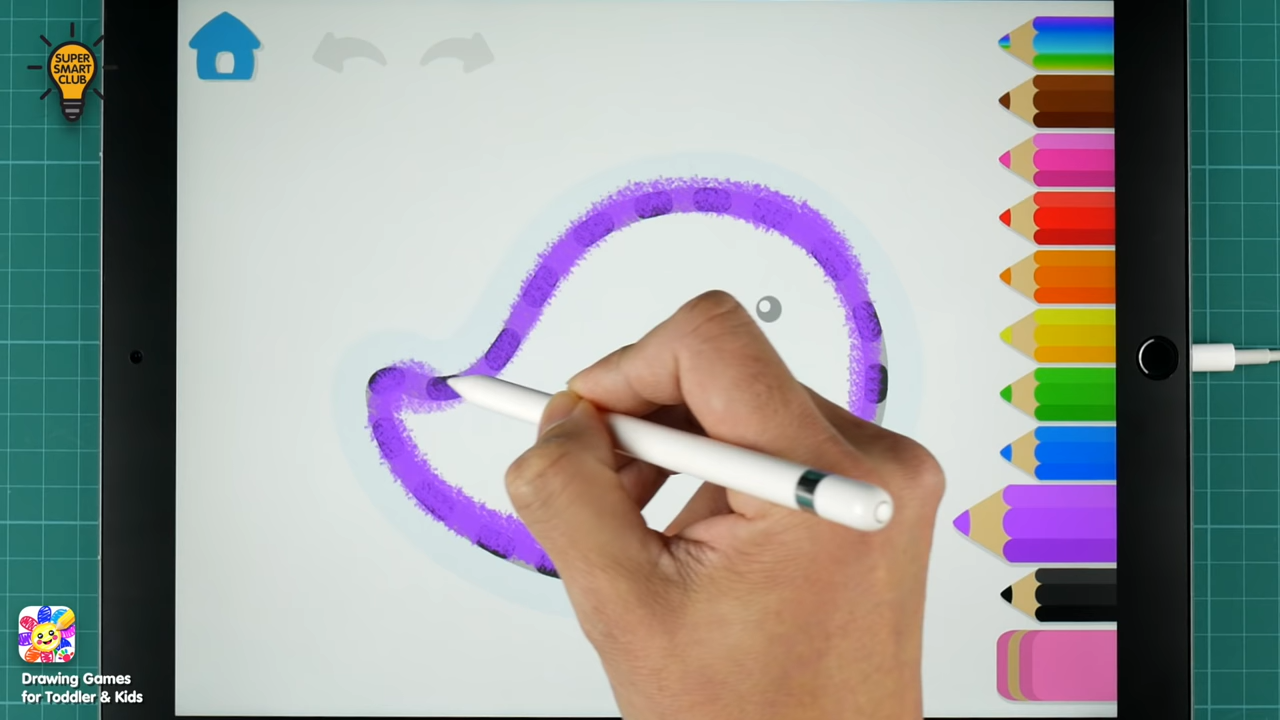 SUPER
SMART
CLUB
Drawing Games
for Toddler & Kids